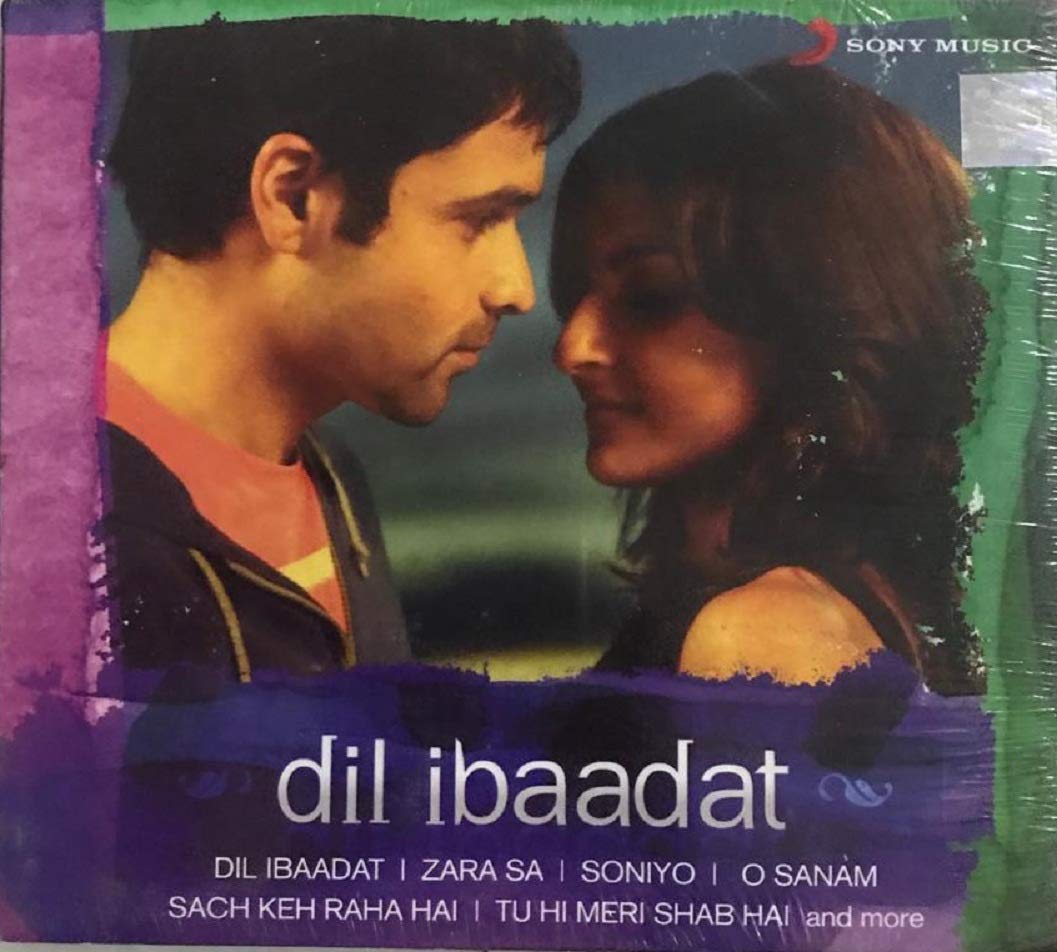 SONY MUSIC
dil ibaadat
DIL IBAADAT | ZARA SA | SONIYO | O SANAM
SACH KEH RAHA HAI | TU HI MERI SHAB HAI and more